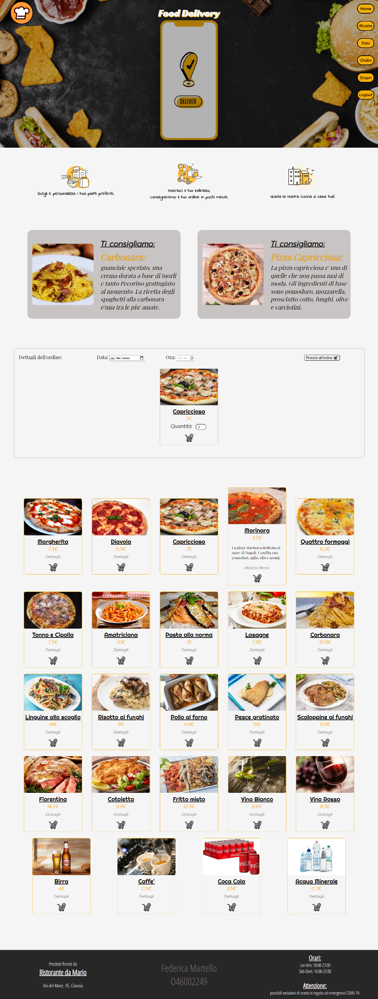 Food Delivery
Home
Ricette
Foto
Ordini
Scopri
Logout
DELIVER
Scegli e personalizza i tuoi piatti preferiti.
Inserisci il tuo indirizzo,
consegneremo il tuo ordine in pochi minuti.
Gusta la nostra cucina a casa tua!
Ti consigliamo:
Carbonara:
guanciale speziato, una
crema dorata a base di tuorli
e tanto Pecorino grattugiato
al momento. La ricetta degli
spaghetti alla carbonara
e'una tra le piu' amate.
Ti consigliamo:
Pizza Capricciosa:
La pizza capricciosa e' una di
quelle che non passa mai di
moda. Gli ingredienti di base
sono pomodoro, mozzarella,
prosciutto cotto, funghi, olive
e carciofini.
Dettagli dell'ordine:
Data: gg/mm/aaaa
Ora: --:--
Procedi all'ordine
Capricciosa
7€
Quantità: 2
Margherita
3.5€
Dettagli
Diavola
6.5€
Dettagli
Capricciosa
7€
Dettagli
Marinara
3.5€
La pizza Marinara:dedicata al
mare di Napoli. Condita con
pomodori, aglio, olio e aromi.
Mostra Meno
Quattro formaggi
6.2€
Dettagli
Tonno e Cipolla
7.5€
Dettagli
Amatriciana
10€
Dettagli
Pasta alla norma
7€
Dettagli
Lasagne
7.8€
Dettagli
Carbonara
10.8€
Dettagli
Linguine allo scoglio
14€
Dettagli
Risotto ai funghi
8€
Dettagli
Pollo al forno
9.9€
Dettagli
Pesce gratinato
15€
Dettagli
Scaloppine ai funghi
11.9€
Dettagli
Fiorentina
14.2€
Dettagli
Cotoletta
9.9€
Dettagli
Fritto misto
12.5€
Dettagli
Vino Bianco
8.6€
Dettagli
Vino Rosso
8.5€
Dettagli
Birra
4€
Dettagli
Caffe'
0.5€
Dettagli
Coca Cola
3.5€
Dettagli
Acqua Minerale
0.7€
Dettagli
Prodotti forniti da
Ristorante da Mario
Via del Mare, 45, Catania.
Federica Martello
O46002249
Orari:
Lun-Ven: 10:00-23:00
Sab-Dom: 16:00-23:00
Attenzione:
possibili variazioni di orario in seguito ad emergenza COVID-19.